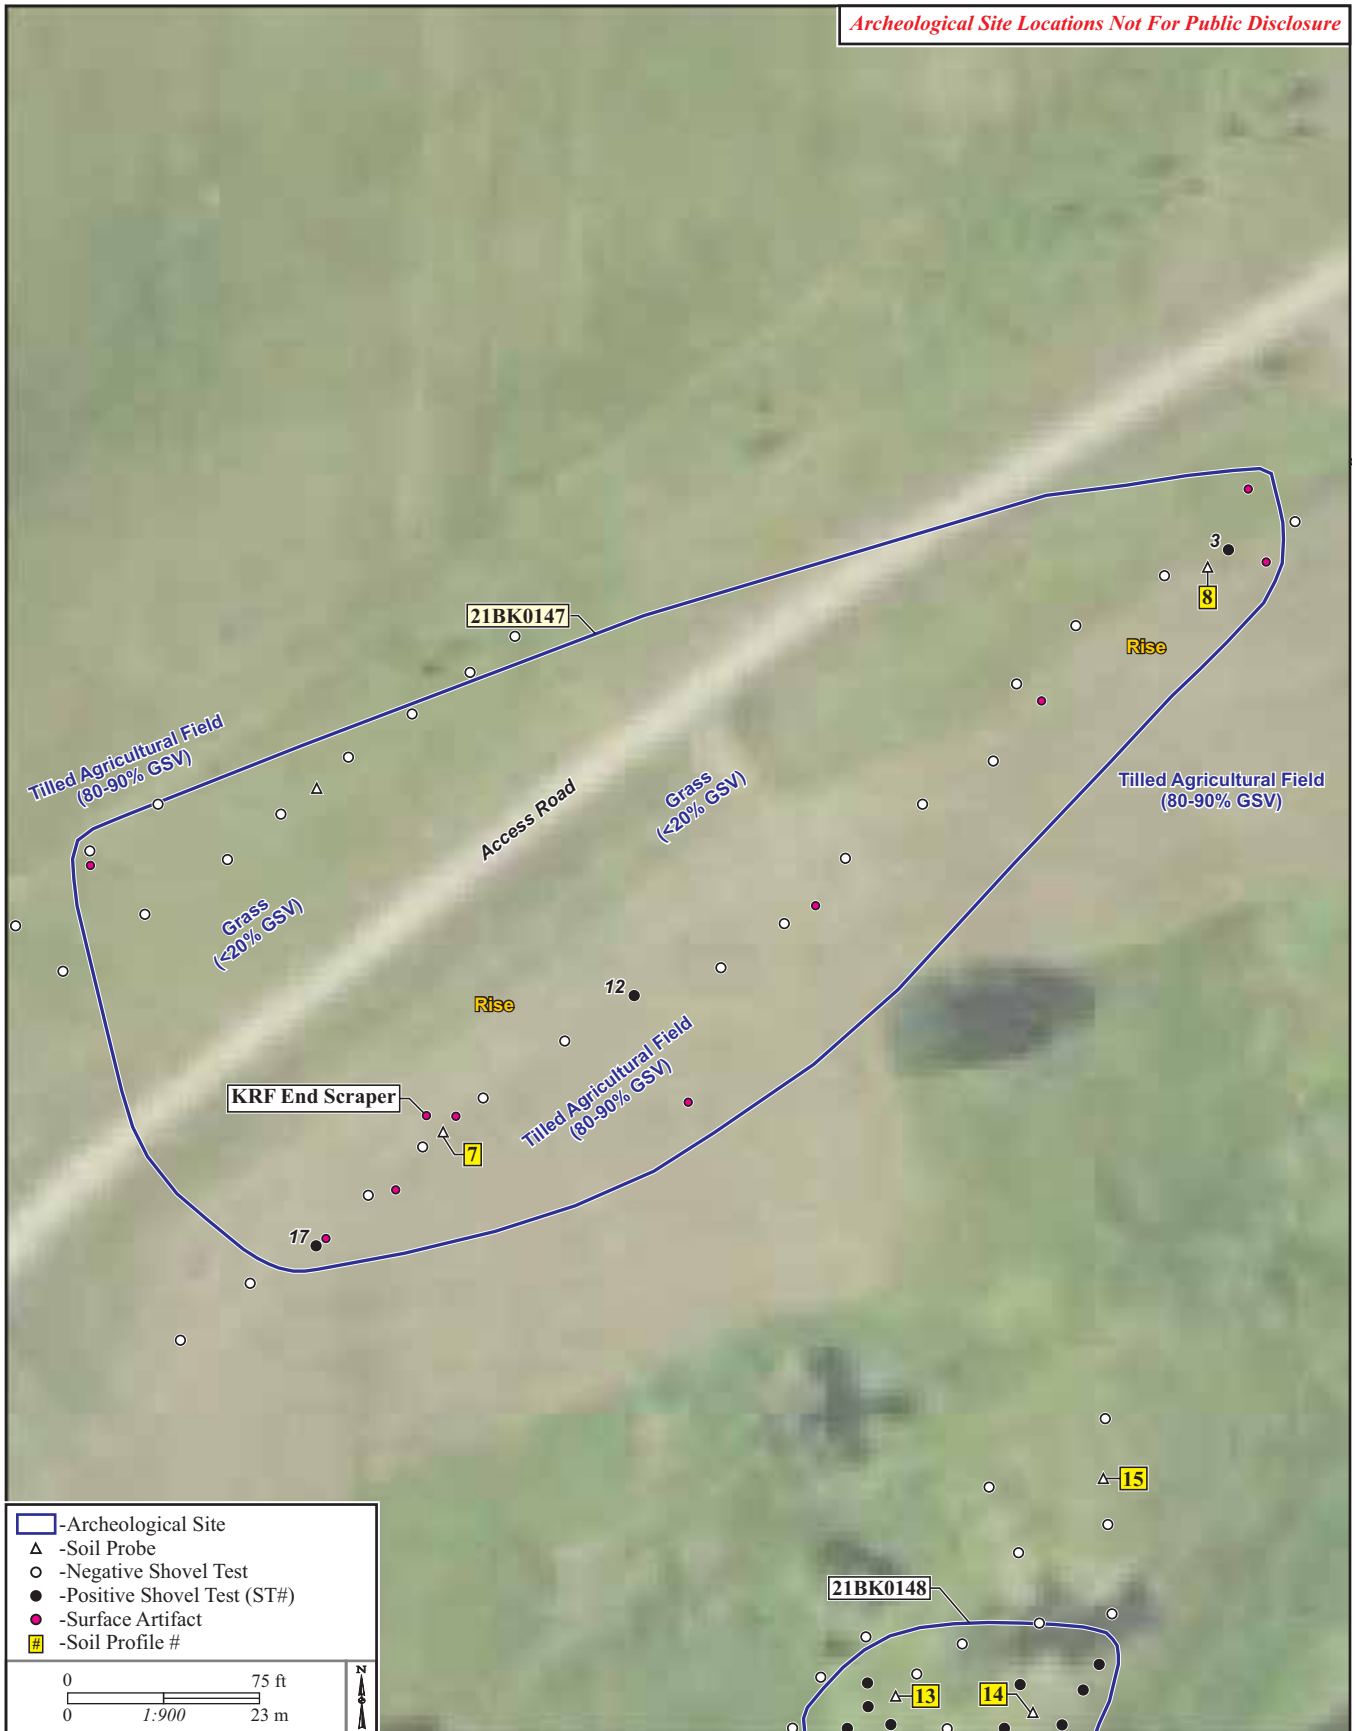 Archeological Site Locations Not For Public Disclosure
3
8
21BK0147
Rise
Tilled Agricultural Field
(80-90% GSV)
Access Road
Grass
(<20% GSV)
Tilled Agricultural Field
(80-90% GSV)
Grass
(<20% GSV)
12
Rise
Tilled Agricultural Field
(80-90% GSV)
KRF End Scraper
7
17
15
21BK0148
13
14
-Archeological Site
-Soil Probe
-Negative Shovel Test
-Positive Shovel Test (ST#)
-Surface Artifact
# -Soil Profile #
0 75 ft
0 1:900 23 m
N